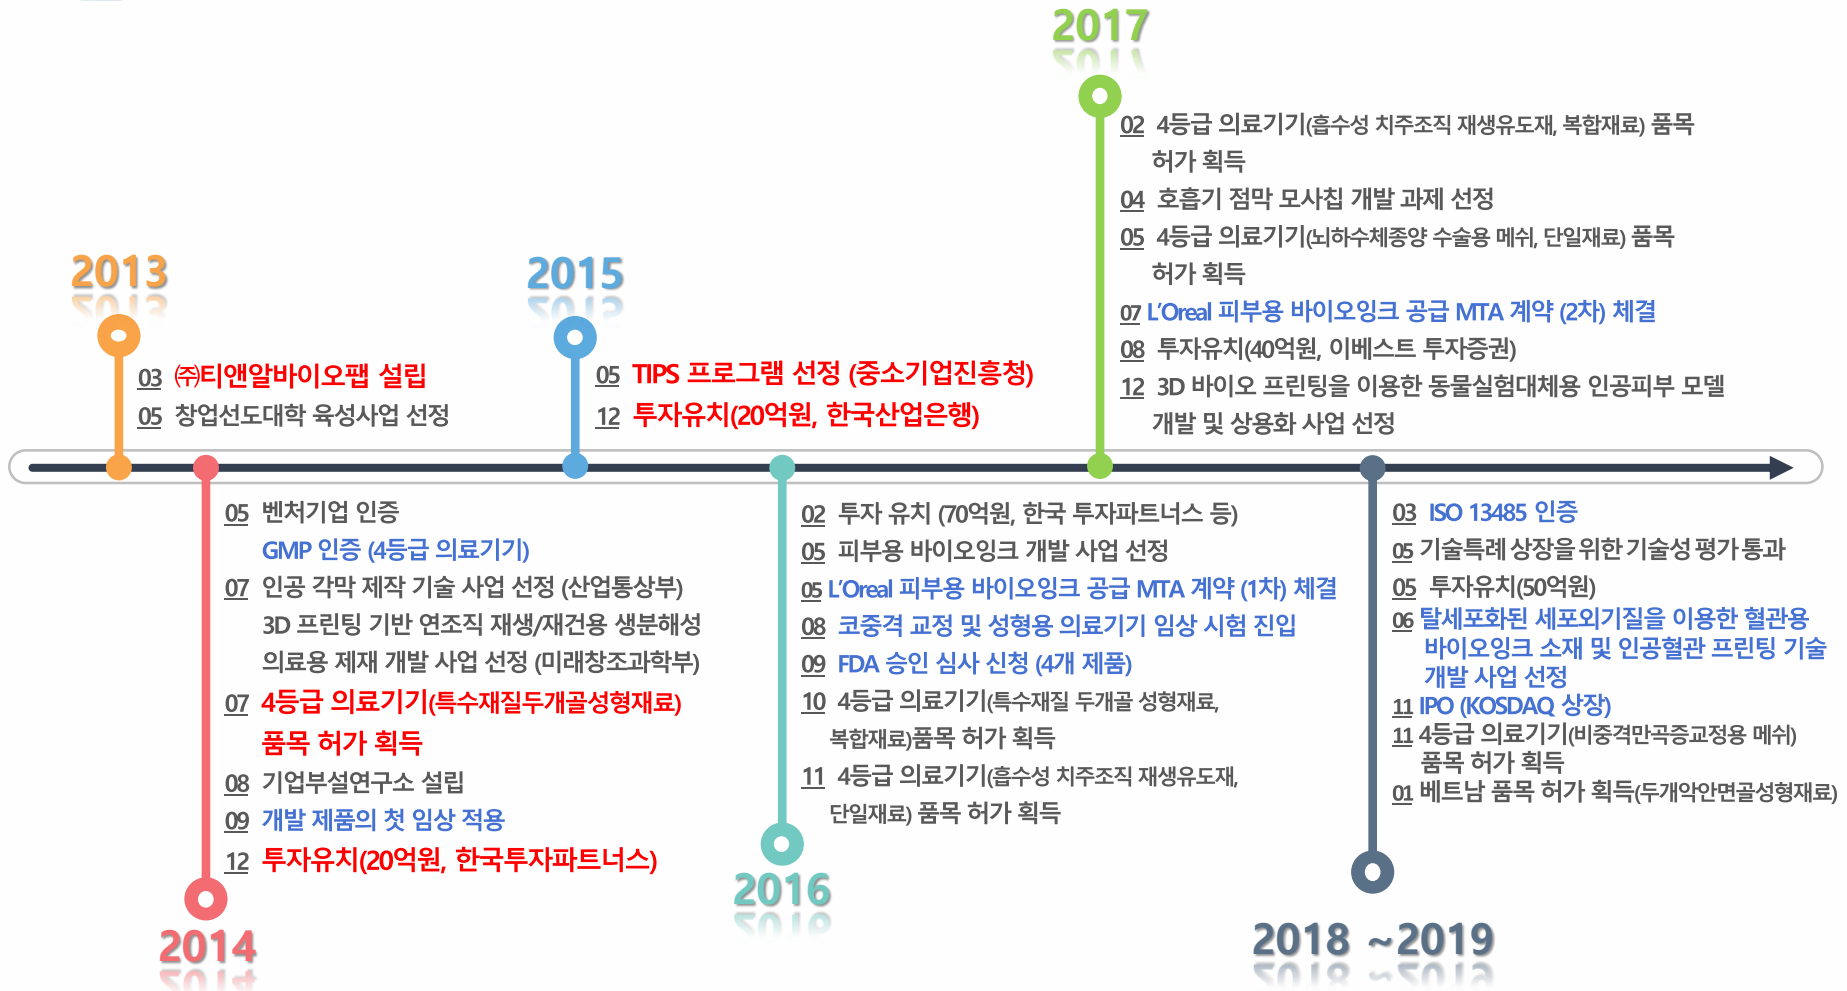 2013
03 ㈜티앤알바이오팹 설립
05 창업선도대학 육성사업 선정
2014
05 벤처기업 인증
GMP 인증 (4등급 의료기기)
07 인공 각막 제작 기술 사업 선정 (산업통상부)
3D 프린팅 기반 연조직 재생/재건용 생분해성
의료용 제재 개발 사업 선정 (미래창조과학부)
07 4등급 의료기기(특수재질두개골성형재료)
품목 허가 획득
08 기업부설연구소 설립
09 개발 제품의 첫 임상 적용
12 투자유치(20억원, 한국투자파트너스)
2015
05 TIPS 프로그램 선정 (중소기업진흥청)
12 투자유치(20억원, 한국산업은행)
2016
02 투자 유치 (70억원, 한국 투자파트너스 등)
05 피부용 바이오잉크 개발 사업 선정
05 L'Oreal 피부용 바이오잉크 공급 MTA 계약 (1차) 체결
08 코중격 교정 및 성형용 의료기기 임상 시험 진입
09 FDA 승인 심사 신청 (4개 제품)
10 4등급 의료기기(특수재질 두개골 성형재료,
복합재료)품목 허가 획득
11 4등급 의료기기(흡수성 치주조직 재생유도재,
단일재료) 품목 허가 획득
2017
02 4등급 의료기기(흡수성 치주조직 재생유도재, 복합재료) 품목
허가 획득
04 호흡기 점막 모사칩 개발 과제 선정
05 4등급 의료기기(뇌하수체종양 수술용 메쉬, 단일재료) 품목
허가 획득
07 L'Oreal 피부용 바이오잉크 공급 MTA 계약 (2차) 체결
08 투자유치(40억원, 이베스트 투자증권)
12 3D 바이오 프린팅을 이용한 동물실험대체용 인공피부 모델
개발 및 상용화 사업 선정
2018 ~2019
03 ISO 13485 인증
05 기술특례 상장을 위한 기술성 평가 통과
05 투자유치(50억원)
06 탈세포화된 세포외기질을 이용한 혈관용
바이오잉크 소재 및 인공혈관 프린팅 기술
개발 사업 선정
11 IPO (KOSDAQ 상장)
11 4등급 의료기기(비중격만곡증교정용 메쉬)
품목 허가 획득
01 베트남 품목 허가 획득(두개악안면골성형재료)